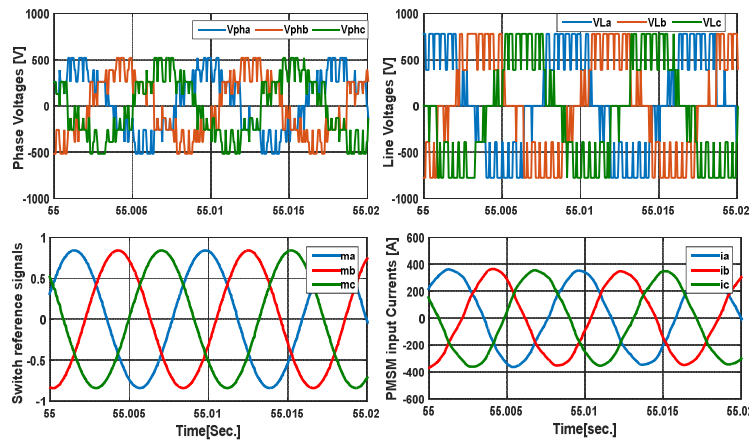 Phase Voltages [V]
1000
500
0
-500
-1000
Vpha Vphb Vphc
55 55.005 55.01 55.015 55.02
Line Voltages [V]
1000
500
0
-500
-1000
VLa VLb VLc
55 55.005 55.01 55.015 55.02
Switch reference signals
1
0.5
0
-0.5
-1
ma
mb
mc
55 55.005 55.01 55.015 55.02
Time[Sec.]
PMSM input Currents [A]
600
400
200
0
-200
-400
-600
ia
ib
ic
55 55.005 55.01 55.015 55.02
Time[Sec.]